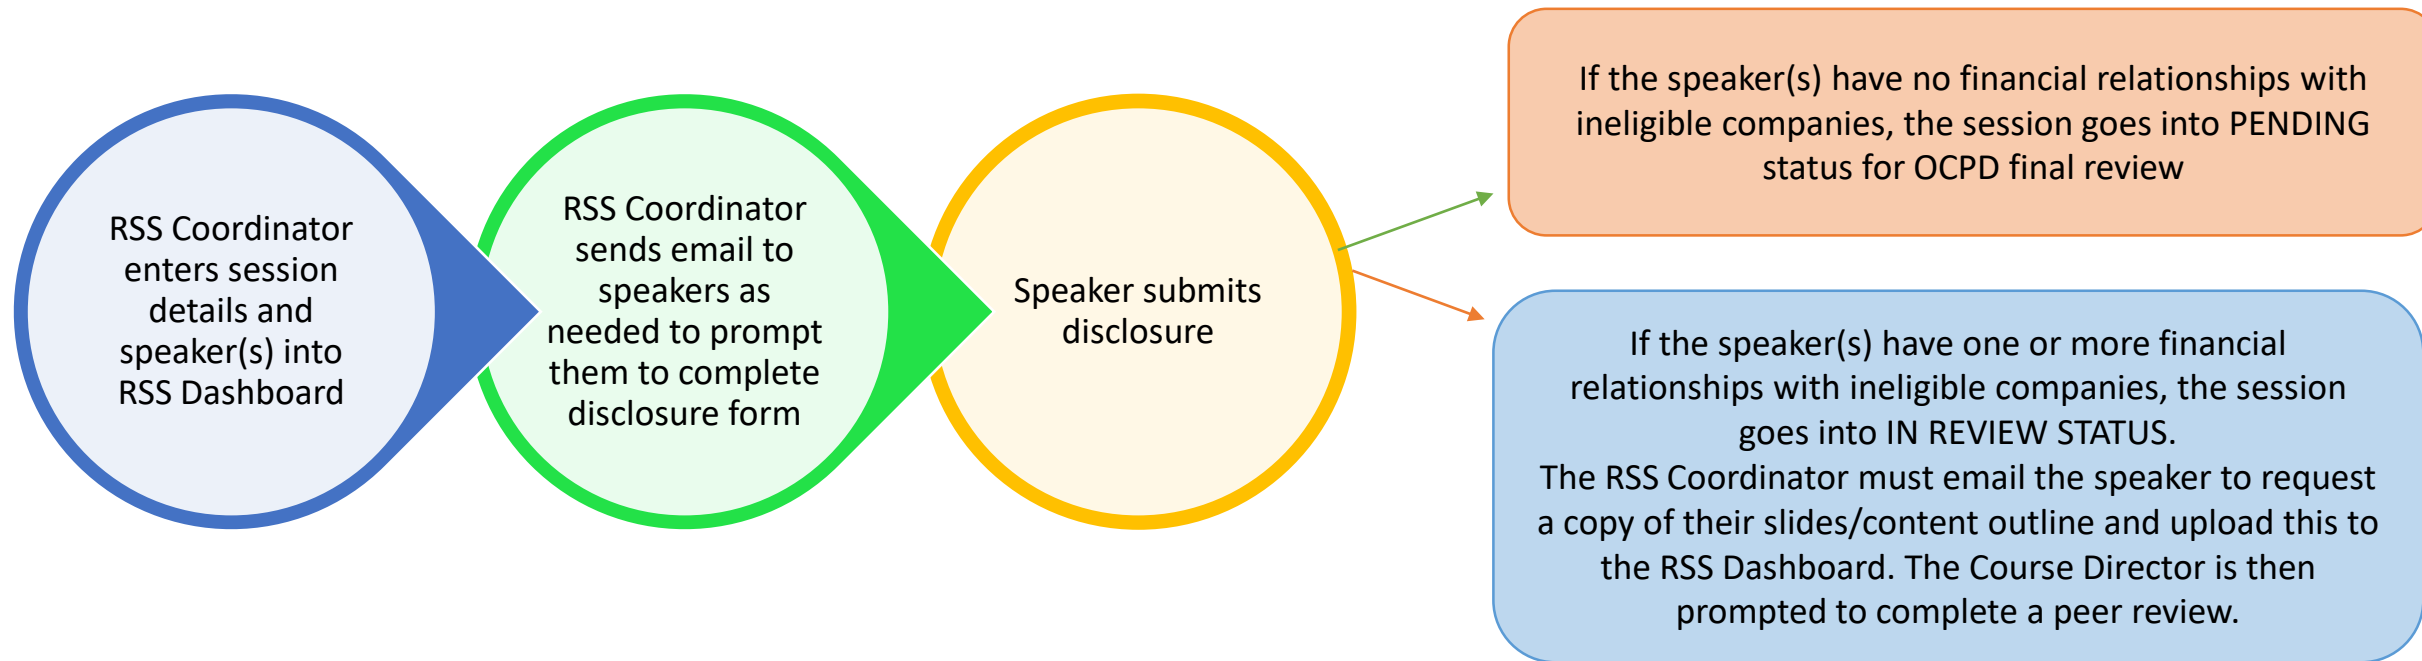 RSS Coordinator
enters session
details and
speaker(s) into
RSS Dashboard
RSS Coordinator
sends email to
speakers as
needed to prompt
them to complete
disclosure form
Speaker submits
disclosure
If the speaker(s) have no financial relationships with
ineligible companies, the session goes into PENDING
status for OCPD final review
If the speaker(s) have one or more financial
relationships with ineligible companies, the session
goes into IN REVIEW STATUS.
The RSS Coordinator must email the speaker to request
a copy of their slides/content outline and upload this to
the RSS Dashboard. The Course Director is then
prompted to complete a peer review.